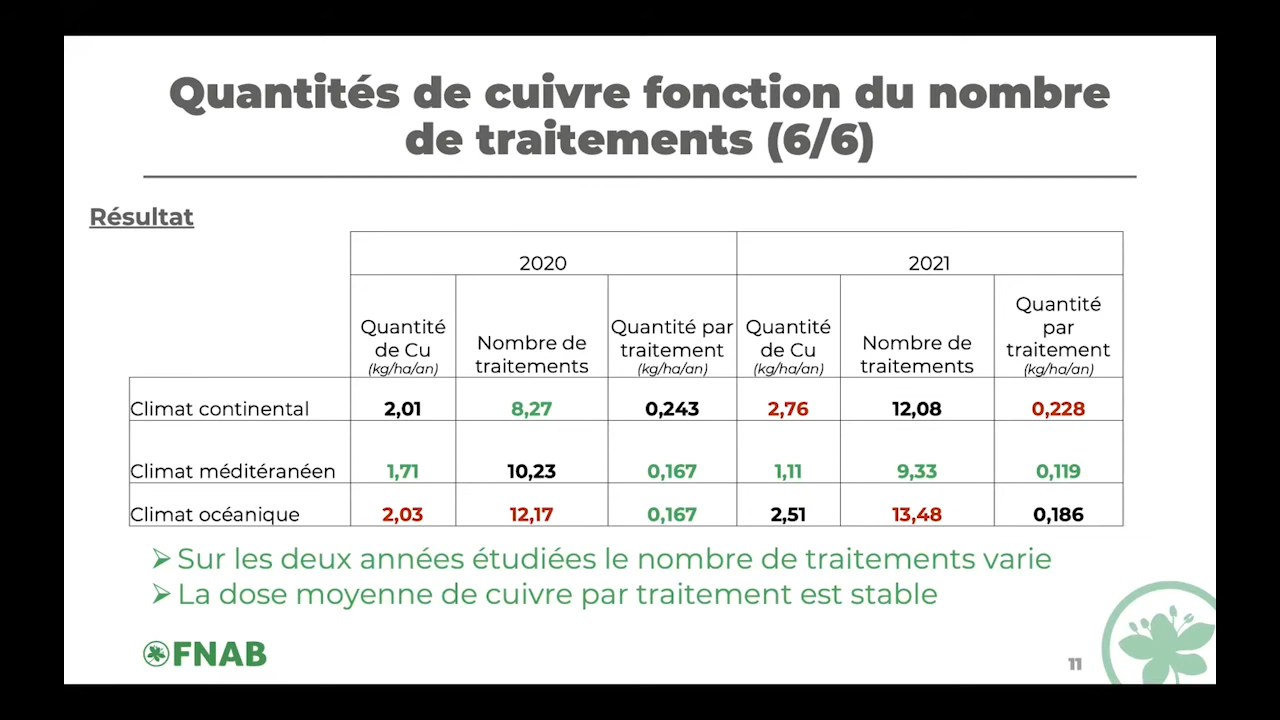 Quantités de cuivre fonction du nombre
de traitements (6/6)
Résultat
2020 2021
Quantité de Cu (kg/ha/an) Nombre de traitements Quantité par traitement (kg/ha/an) Quantité de Cu (kg/ha/an) Nombre de traitements Quantité par traitement (kg/ha/an)
Climat continental 2,01 8,27 0,243 2,76 12,08 0,228
Climat méditéranéen 1,71 10,23 0,167 1,11 9,33 0,119
Climat océanique 2,03 12,17 0,167 2,51 13,48 0,186
➢ Sur les deux années étudiées le nombre de traitements varie
➢ La dose moyenne de cuivre par traitement est stable
FNAB
11